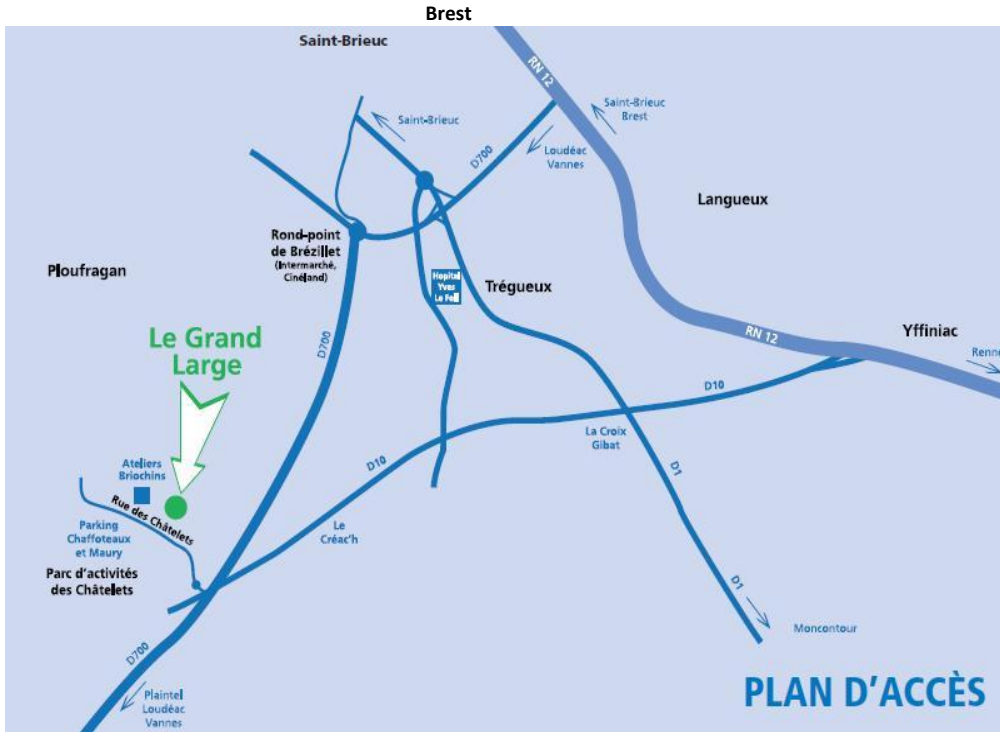 Brest
Saint-Brieuc
RN 12
Saint-Brieuc
Saint-Brieuc
Brest
D700
Loudéac
Vannes
Langueux
Rond-point
de Brézillet
(Intermarché,
Cinéland)
Ploufragan
Hopital
Yves
Le Foll
Trégueux
Le Grand
Large
D700
RN 12
Yffiniac
Renne
D10
La Croix
Gibat
D10
D1
Ateliers
Briochins
Rue des Châtelets
Parking
Chaffoteaux
et Maury
Le
Créac'h
Parc d'activités
des Châtelets
D1
Moncontour
D700
Plaintel
Loudéac
Vannes
PLAN D'ACCÈS